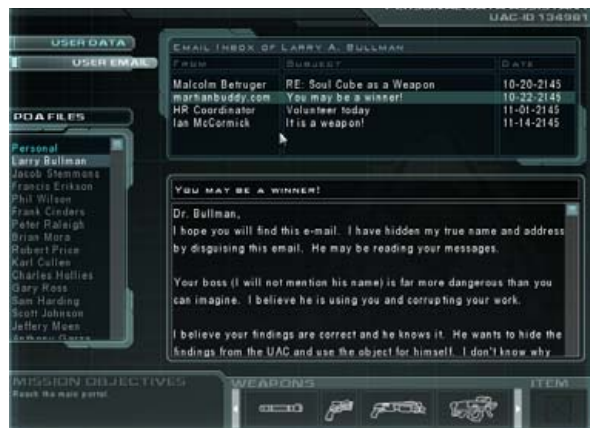 UAC-ID 134981
USER DATA
USER EMAIL
EMAIL INBOX OF LARRY A. BULLMAN
FROM SUBJECT DATE
Malcolm Betruger RE: Soul Cube as a Weapon 10-20-2145
martianbuddy.com You may be a winner! 10-22-2145
HR Coordinator Volunteer today 11-01-2145
Ian McCormick It is a weapon! 11-14-2145
PDA FILES
Personal
Larry Bullman
Jacob Stemmons
Francis Erikson
Phil Wilson
Frank Cinders
Peter Raleigh
Brian Mora
Robert Price
Karl Cullen
Charles Hollies
Gary Ross
Sam Harding
Scott Johnson
Jeffery Moen
YOU MAY BE A WINNER!
Dr. Bullman,
I hope you will find this e-mail. I have hidden my true name and address
by disguising this email. He may be reading your messages.
Your boss (I will not mention his name) is far more dangerous than you
can imagine. I believe he is using you and corrupting your work.
I believe your findings are correct and he knows it. He wants to hide the
findings from the UAC and use the object for himself. I don't know why
MISSION OBJECTIVES
Reach the main portal.
WEAPONS
ITEM